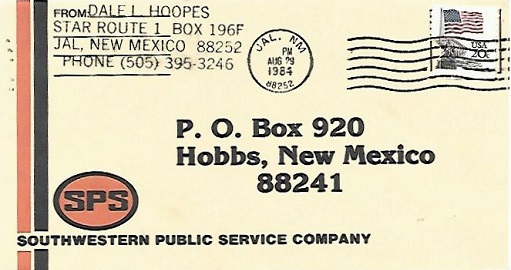 FROM: DALE L. HOOPES
STAR ROUTE 1 BOX 196F
JAL, NEW MEXICO 88252
PHONE (505) 395-3246
JAL, NM
PM
AUG 29
1984
88252
USA
20c
P. O. Box 920
Hobbs, New Mexico
88241
SPS
SOUTHWESTERN PUBLIC SERVICE COMPANY